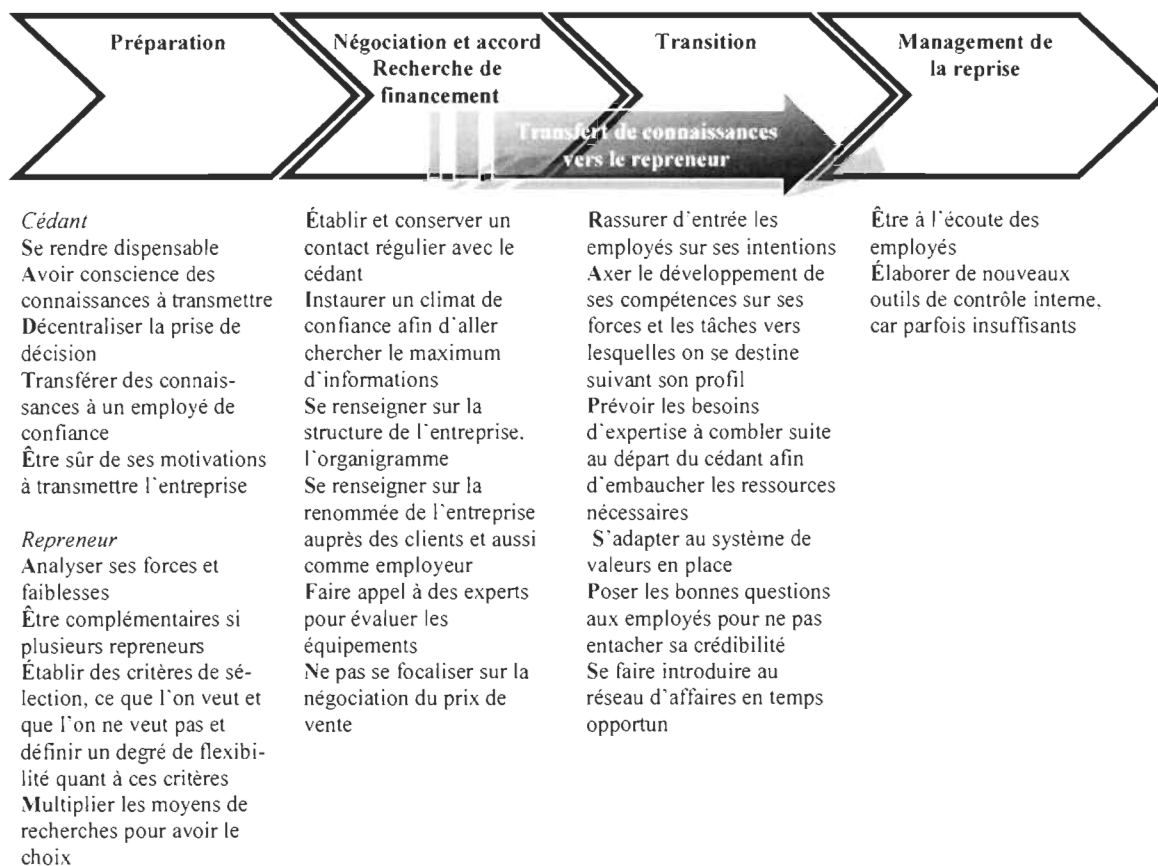 Préparation
Négociation et accord
Recherche de
financement
Transition
Management de
la reprise
Transfert de connaissances
vers le repreneur
Cédant
Se rendre dispensable
Avoir conscience des
connaissances à transmettre
Décentraliser la prise de
décision
Transférer des connais-
sances à un employé de
confiance
Être sûr de ses motivations
à transmettre l'entreprise
Repreneur
Analyser ses forces et
faiblesses
Être complémentaires si
plusieurs repreneurs
Établir des critères de sé-
lection, ce que l'on veut et
que l'on ne veut pas et
définir un degré de flexibi-
lité quant à ces critères
Multiplier les moyens de
recherches pour avoir le
choix
Établir et conserver un
contact régulier avec le
cédant
Instaurer un climat de
confiance afin d'aller
chercher le maximum
d'informations
Se renseigner sur la
structure de l'entreprise,
l'organigramme
Se renseigner sur la
renommée de l'entreprise
auprès des clients et aussi
comme employeur
Faire appel à des experts
pour évaluer les
équipements
Ne pas se focaliser sur la
négociation du prix de
vente
Rassurer d'entrée les
employés sur ses intentions
Axer le développement de
ses compétences sur ses
forces et les tâches vers
lesquelles on se destine
suivant son profil
Prévoir les besoins
d'expertise à combler suite
au départ du cédant afin
d'embaucher les ressources
nécessaires
S'adapter au système de
valeurs en place
Poser les bonnes questions
aux employés pour ne pas
entacher sa crédibilité
Se faire introduire au
réseau d'affaires en temps
opportun
Être à l'écoute des
employés
Élaborer de nouveaux
outils de contrôle interne,
car parfois insuffisants